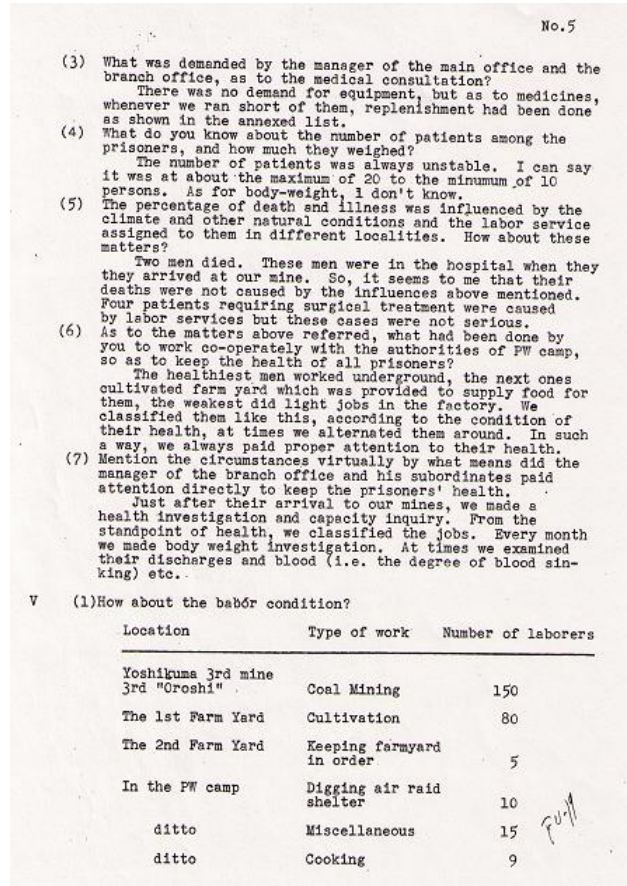 No.5
(3) What was demanded by the manager of the main office and the
branch office, as to the medical consultation?
There was no demand for equipment, but as to medicines,
whenever we ran short of them, replenishment had been done
as shown in the annexed list.
(4) What do you know about the number of patients among the
prisoners, and how much they weighed?
The number of patients was always unstable. I can say
it was at about the maximum of 20 to the minumum of 10
persons. As for body-weight, I don't know.
(5) The percentage of death and illness was influenced by the
climate and other natural conditions and the labor service
assigned to them in different localities. How about these
matters?
Two men died. These men were in the hospital when they
they arrived at our mine. So, it seems to me that their
deaths were not caused by the influences above mentioned.
Four patients requiring surgical treatment were caused
by labor services but these cases were not serious.
(6) As to the matters above referred, what had been done by
you to work co-operately with the authorities of PW camp,
so as to keep the health of all prisoners?
The healthiest men worked underground, the next ones
cultivated farm yard which was provided to supply food for
them, the weakest did light jobs in the factory. We
classified them like this, according to the condition of
their health, at times we alternated them around. In such
a way, we always paid proper attention to their health.
(7) Mention the circumstances virtually by what means did the
manager of the branch office and his subordinates paid
attention directly to keep the prisoners' health.
Just after their arrival to our mines, we made a
health investigation and capacity inquiry. From the
standpoint of health, we classified the jobs. Every month
we made body weight investigation. At times we examined
their discharges and blood (i.e. the degree of blood sin-
king) etc.
V (1)How about the babór condition?
Location Type of work Number of laborers
Yoshikuma 3rd mine
3rd "Oroshi" Coal Mining 150
The 1st Farm Yard Cultivation 80
The 2nd Farm Yard Keeping farmyard
in order 5
In the PW camp Digging air raid
shelter 10
ditto Miscellaneous 15
ditto Cooking 9